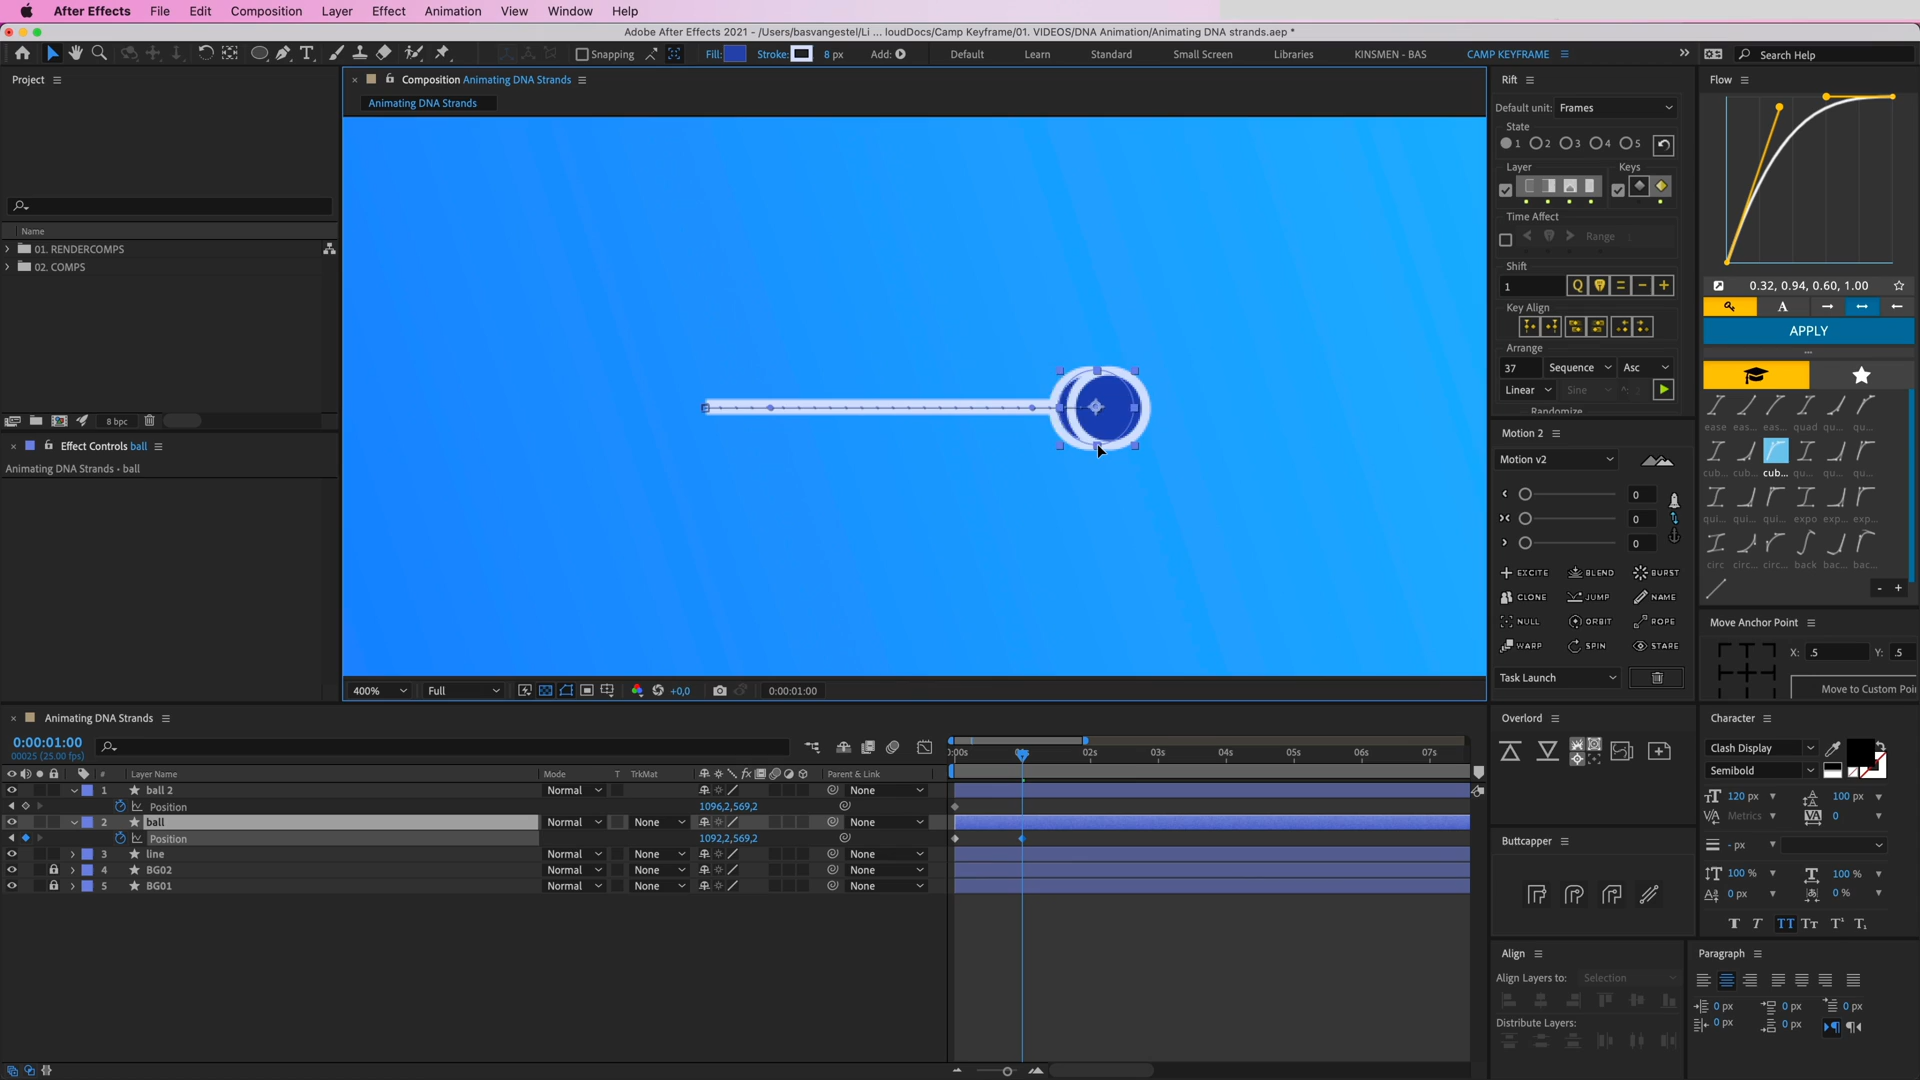 After Effects File Edit Composition Layer Effect Animation View Window Help
Adobe After Effects 2021 - /Users/basvangestel/Li ... loudDocs/Camp Keyframe/01. VIDEOS/DNA Animation/Animating DNA strands.aep *
Snapping Fill: Stroke: 8 px Add: Default Learn Standard Small Screen Libraries KINSMEN - BAS CAMP KEYFRAME Search Help
Project
Name
01. RENDERCOMPS
02. COMPS
8 bpc
Effect Controls ball
Animating DNA Strands • ball
Composition Animating DNA Strands
Animating DNA Strands
400% Full +0,0 0:00:01:00
Rift
Default unit: Frames
State
1 2 3 4 5
Layer Keys
Time Affect
Range 1
Shift
1 Q
Key Align
Arrange
37 Sequence Asc
Linear Sine
Randomize
Motion 2
Motion v2
0
0
0
EXCITE BLEND BURST
CLONE JUMP NAME
NULL ORBIT ROPE
WARP SPIN STARE
Task Launch
Flow
0.32, 0.94, 0.60, 1.00
A
APPLY
ease eas... eas... quad qu... qu...
cub... cub... cub... qu... qu... qu...
qui... qui... qui... expo exp... exp...
circ circ... circ... back bac... bac...
- +
Move Anchor Point
X: .5 Y: .5
Move to Custom Poi
Overlord
Buttcapper
Align
Align Layers to: Selection
Distribute Layers:
Character
Clash Display
Semibold
120 px 100 px
Metrics 0
- px
100 % 100 %
0 px 0 %
T T TT Tт T¹ T₁
Paragraph
0 px 0 px 0 px
0 px 0 px
Animating DNA Strands
0:00:01:00
00025 (25.00 fps)
# Layer Name Mode T TrkMat fx Parent & Link
1 ball 2 Normal None
Position 1096,2,569,2
2 ball Normal None None
Position 1092,2,569,2
3 line Normal None None
4 BG02 Normal None None
5 BG01 Normal None None
02s 03s 04s 05s 06s 07s